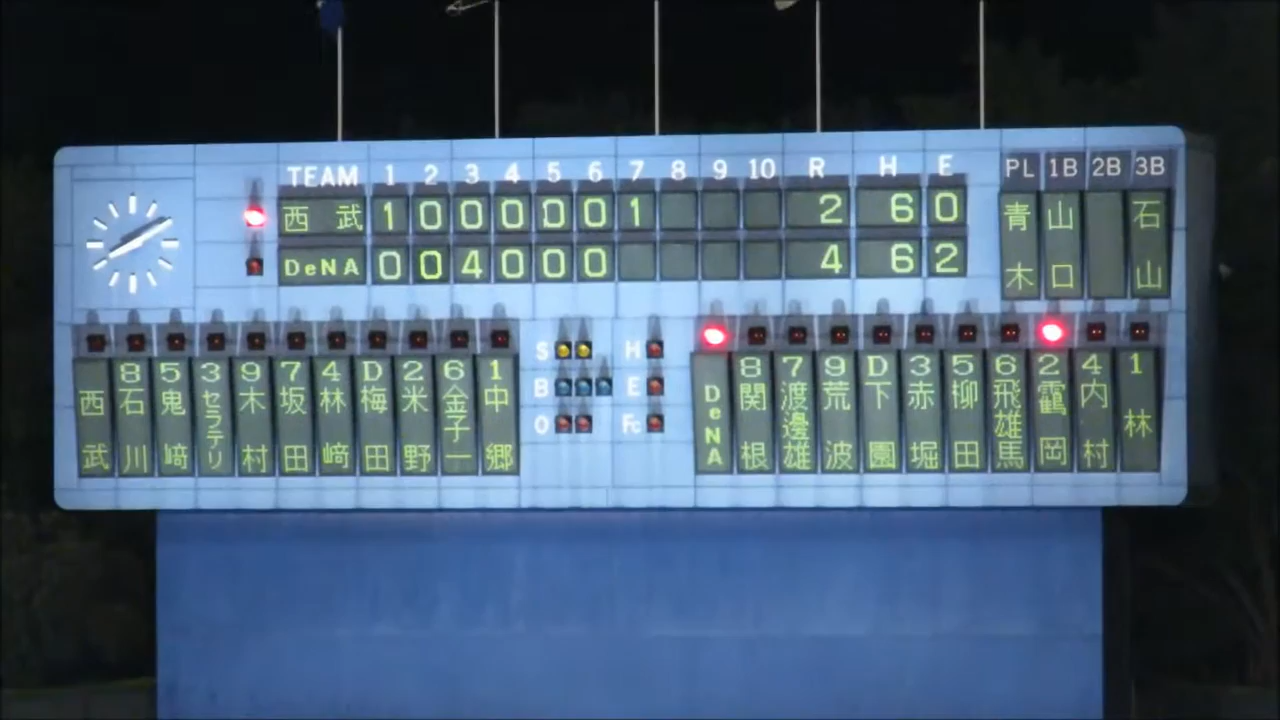 TEAM 1 2 3 4 5 6 7 8 9 10 R H E PL 1B 2B 3B
西武 1 0 0 0 0 0 1 2 6 0 青木 山口 石山
DeNA 0 0 4 0 0 0 4 6 2
西武 8石川 5鬼﨑 3セラテリ 9木村 7坂田 4林﨑 D梅田 2米野 6金子一 1中郷
S H
B E
O Fc
DeNA 8関根 7渡邊雄 9荒波 D下園 3赤堀 5柳田 6飛雄馬 2靏岡 4内村 1林